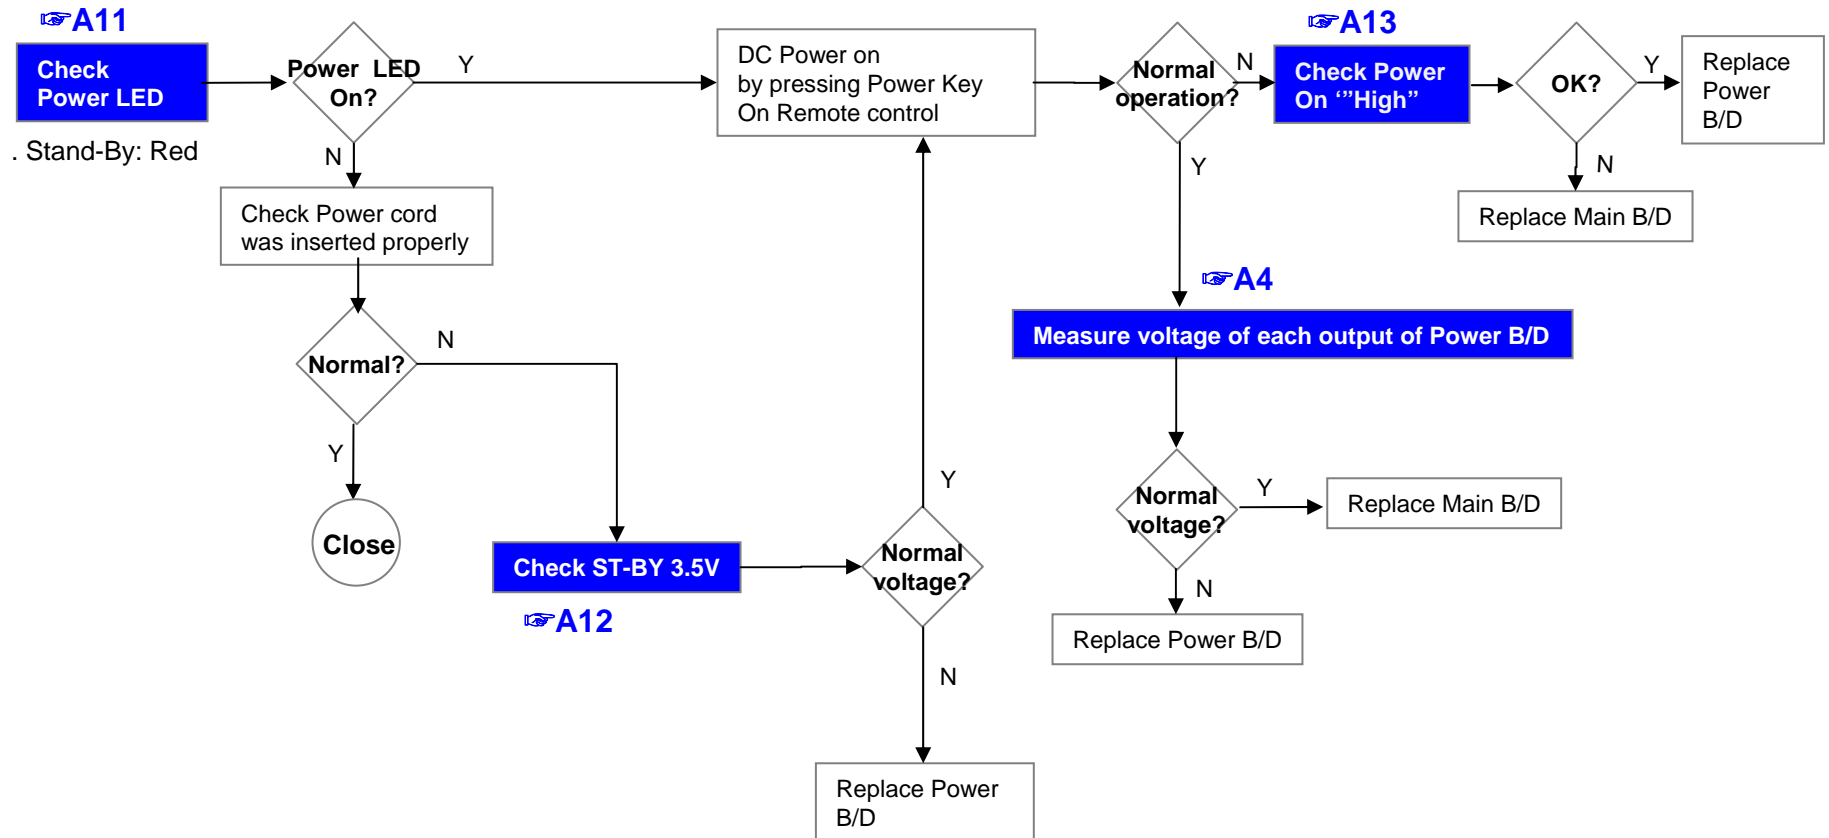 ☞A11
Check
Power LED
. Stand-By: Red
Power LED
On?
Y
N
Check Power cord
was inserted properly
Normal?
N
Y
Close
Check ST-BY 3.5V
☞A12
Normal
voltage?
Y
N
Replace Power
B/D
DC Power on
by pressing Power Key
On Remote control
Normal
operation?
N
Y
☞A13
Check Power
On ‘”High”
OK?
Y
N
Replace
Power
B/D
Replace Main B/D
☞A4
Measure voltage of each output of Power B/D
Normal
voltage?
Y
N
Replace Main B/D
Replace Power B/D